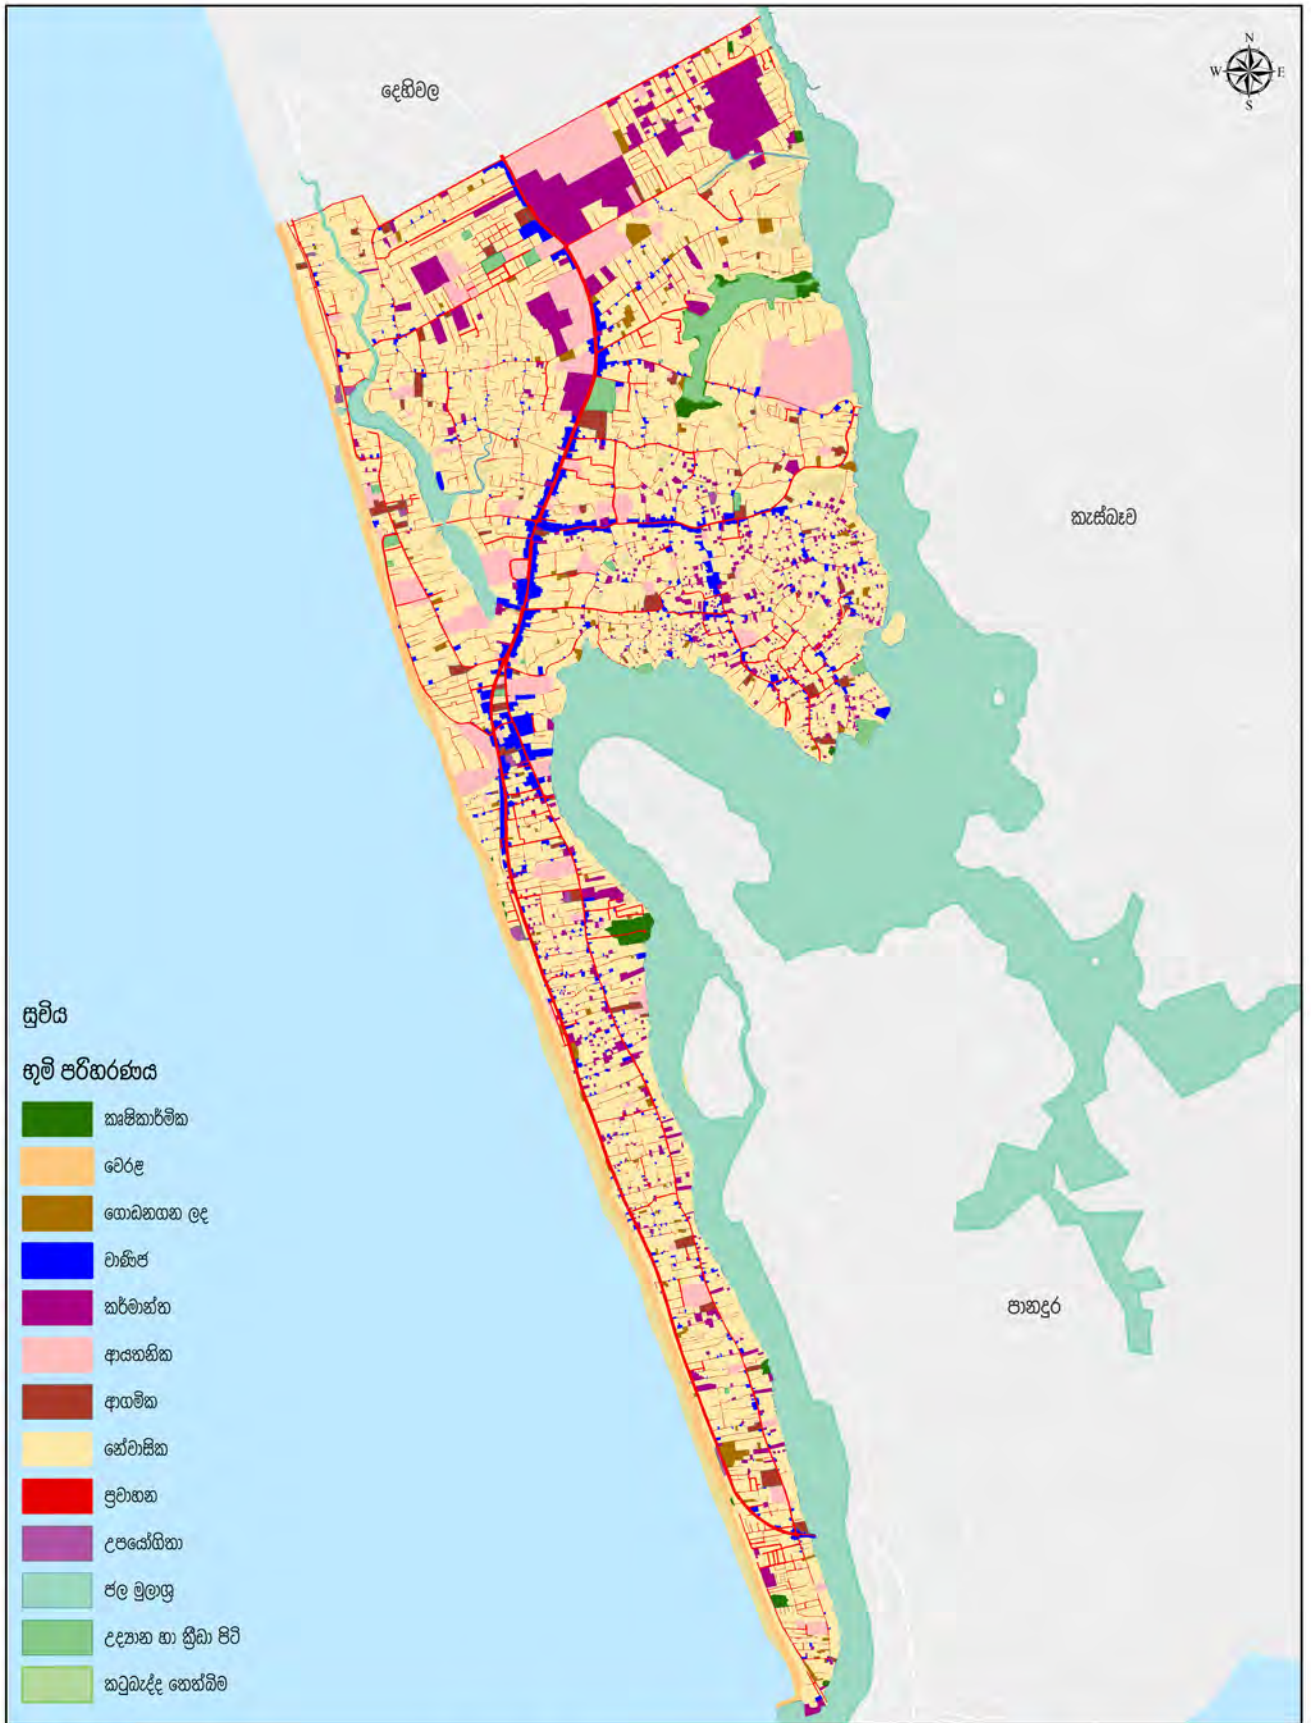 දෙහිවල
N
W E
S
කැස්බෑව
සුචිය
භූමි පරිහරණය
කෘෂිකාර්මික
වෙරළ
ගොඩනගන ලද
වාණිජ
කර්මාන්ත
ආයතනික
ආගමික
නේවාසික
ප්‍රවාහන
උපයෝගිතා
ජල මුලාශ්‍ර
උද්‍යාන හා ක්‍රීඩා පිටි
කටුබැද්ද තෙත්බිම
පානදුර